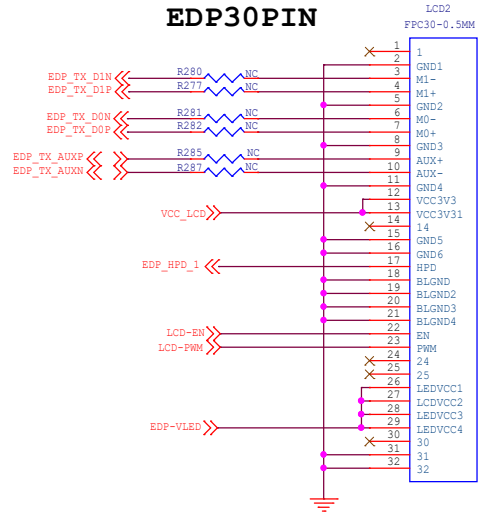 EDP30PIN
LCD2
FPC30-0.5MM
1 1
2 GND1
EDP_TX_D1N R280 NC 3 M1-
EDP_TX_D1P R277 NC 4 M1+
5 GND2
EDP_TX_D0N R281 NC 6 M0-
EDP_TX_D0P R282 NC 7 M0+
8 GND3
EDP_TX_AUXP R285 NC 9 AUX+
EDP_TX_AUXN R287 NC 10 AUX-
11 GND4
12 VCC3V3
VCC_LCD 13 VCC3V31
14 14
15 GND5
16 GND6
EDP_HPD_1 17 HPD
18 BLGND
19 BLGND2
20 BLGND3
21 BLGND4
LCD-EN 22 EN
LCD-PWM 23 PWM
24 24
25 25
26 LEDVCC1
27 LCDVCC2
28 LEDVCC3
EDP-VLED 29 LEDVCC4
30 30
31 31
32 32